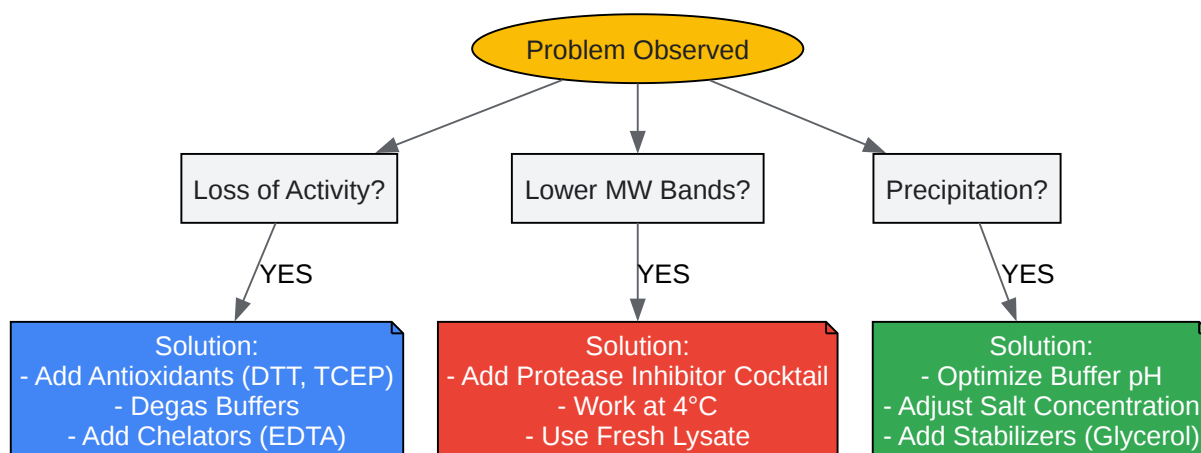 Problem Observed
Loss of Activity?
Lower MW Bands?
Precipitation?
YES
YES
YES
Solution:
- Add Antioxidants (DTT, TCEP)
- Degas Buffers
- Add Chelators (EDTA)
Solution:
- Add Protease Inhibitor Cocktail
- Work at 4°C
- Use Fresh Lysate
Solution:
- Optimize Buffer pH
- Adjust Salt Concentration
- Add Stabilizers (Glycerol)